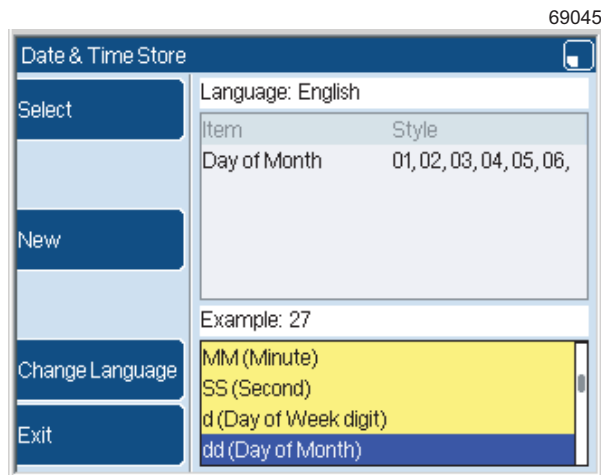 69045
Date & Time Store
Select
New
Change Language
Exit
Language: English
Item Style
Day of Month 01, 02, 03, 04, 05, 06,
Example: 27
MM (Minute)
SS (Second)
d (Day of Week digit)
dd (Day of Month)